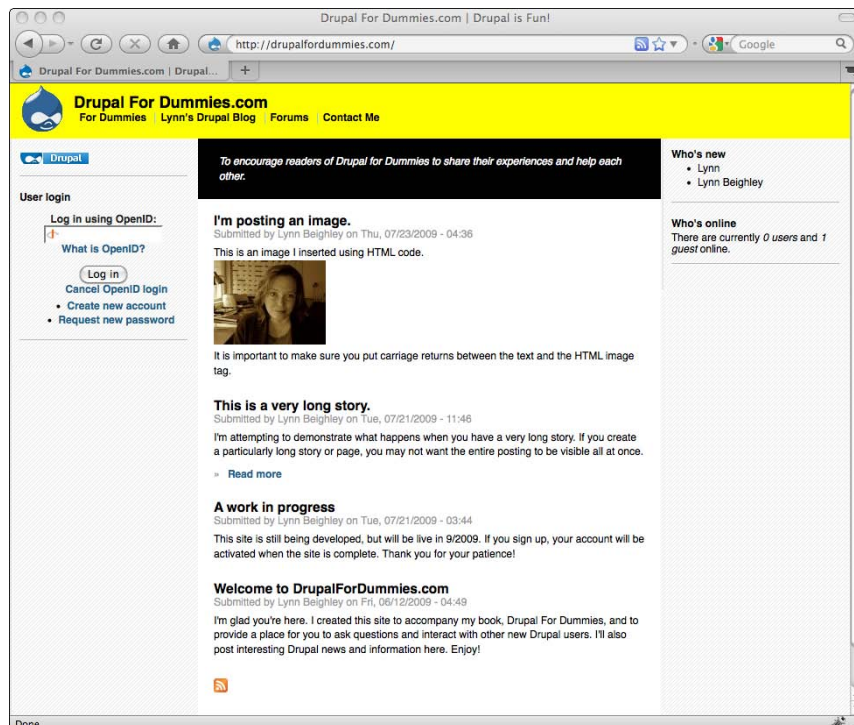 Drupal For Dummies.com | Drupal is Fun!
http://drupalfordummies.com/
Google
Drupal For Dummies.com | Drupal...
+
Drupal For Dummies.com
For Dummies | Lynn's Drupal Blog | Forums | Contact Me
Drupal
User login
Log in using OpenID:
What is OpenID?
Log in
Cancel OpenID login
• Create new account
• Request new password
To encourage readers of Drupal for Dummies to share their experiences and help each
other.
I'm posting an image.
Submitted by Lynn Beighley on Thu, 07/23/2009 - 04:36
This is an image I inserted using HTML code.
It is important to make sure you put carriage returns between the text and the HTML image
tag.
This is a very long story.
Submitted by Lynn Beighley on Tue, 07/21/2009 - 11:46
I'm attempting to demonstrate what happens when you have a very long story. If you create
a particularly long story or page, you may not want the entire posting to be visible all at once.
» Read more
A work in progress
Submitted by Lynn Beighley on Tue, 07/21/2009 - 03:44
This site is still being developed, but will be live in 9/2009. If you sign up, your account will be
activated when the site is complete. Thank you for your patience!
Welcome to DrupalForDummies.com
Submitted by Lynn Beighley on Fri, 06/12/2009 - 04:49
I'm glad you're here. I created this site to accompany my book, Drupal For Dummies, and to
provide a place for you to ask questions and interact with other new Drupal users. I'll also
post interesting Drupal news and information here. Enjoy!
Who's new
• Lynn
• Lynn Beighley
Who's online
There are currently 0 users and 1
guest online.
Done